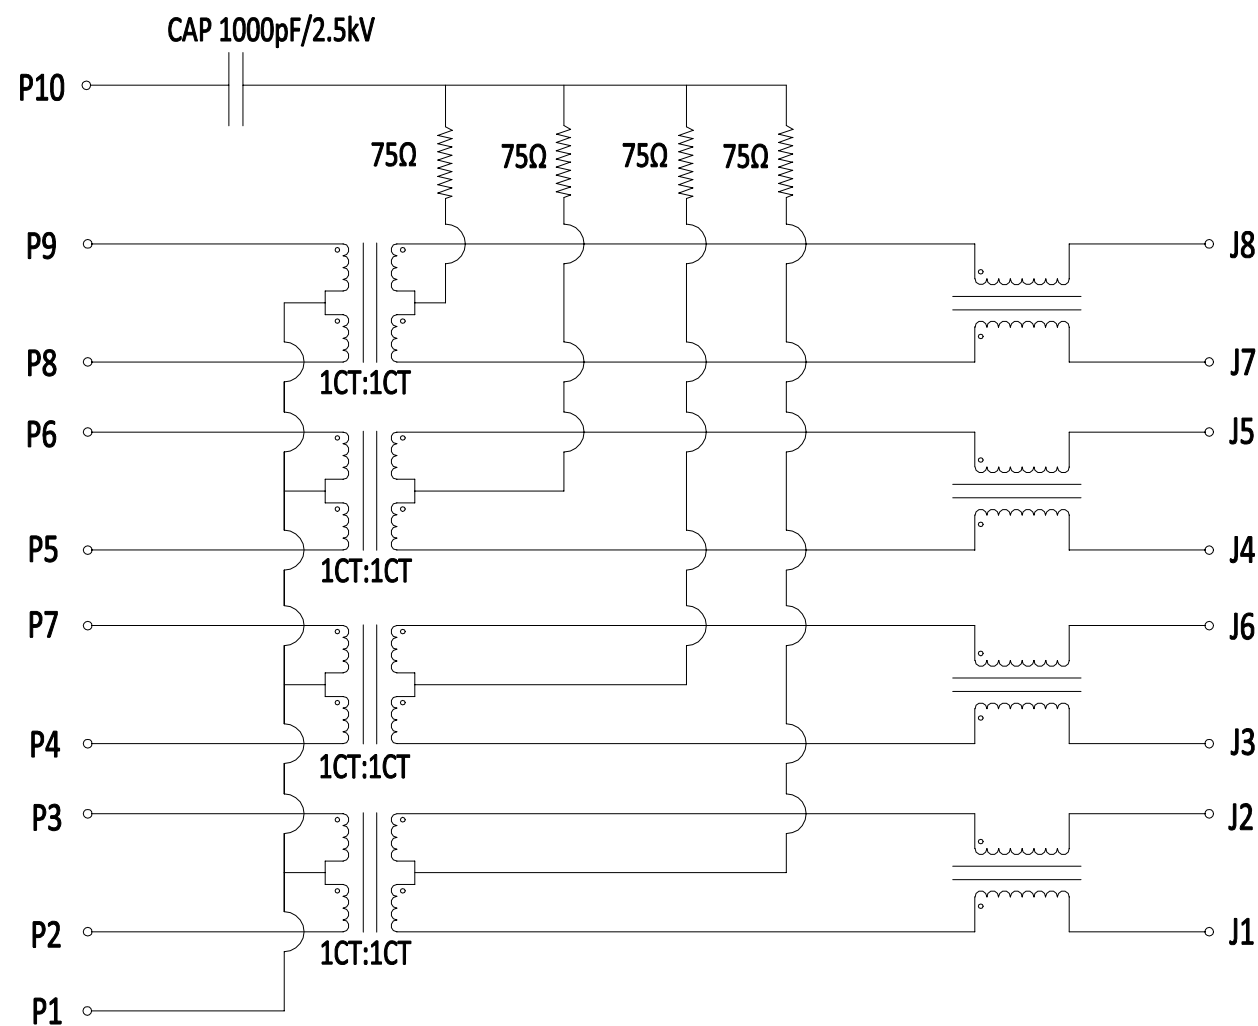 CAP 1000pF/2.5kV
P10
75Ω 75Ω 75Ω 75Ω
P9 J8
P8 J7
1CT:1CT
P6 J5
P5 J4
1CT:1CT
P7 J6
P4 J3
1CT:1CT
P3 J2
P2 J1
1CT:1CT
P1